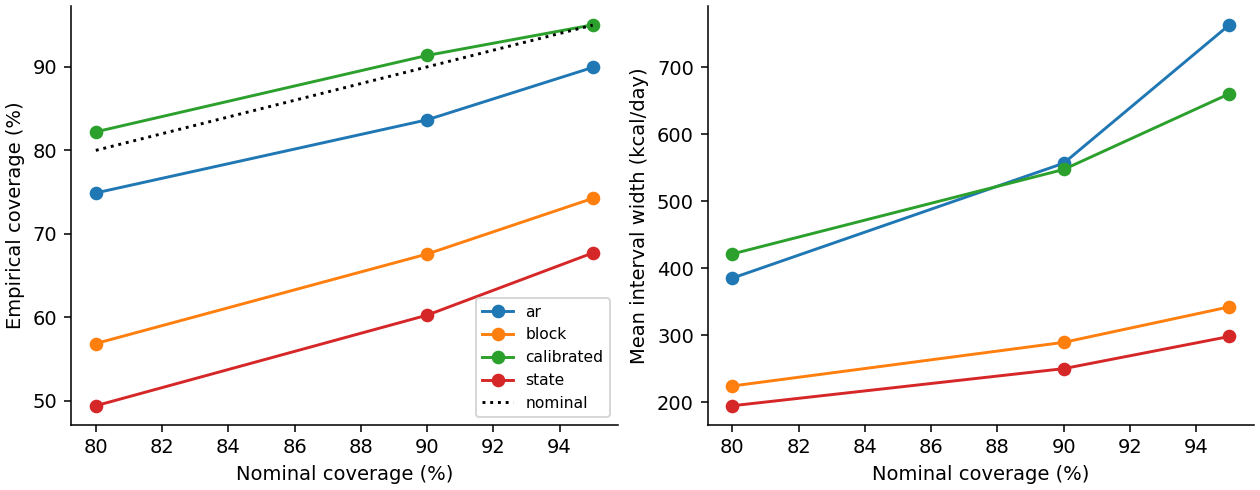 Empirical coverage (%)
90
80
70
60
50
80 82 84 86 88 90 92 94
Nominal coverage (%)
ar
block
calibrated
state
nominal
Mean interval width (kcal/day)
700
600
500
400
300
200
80 82 84 86 88 90 92 94
Nominal coverage (%)